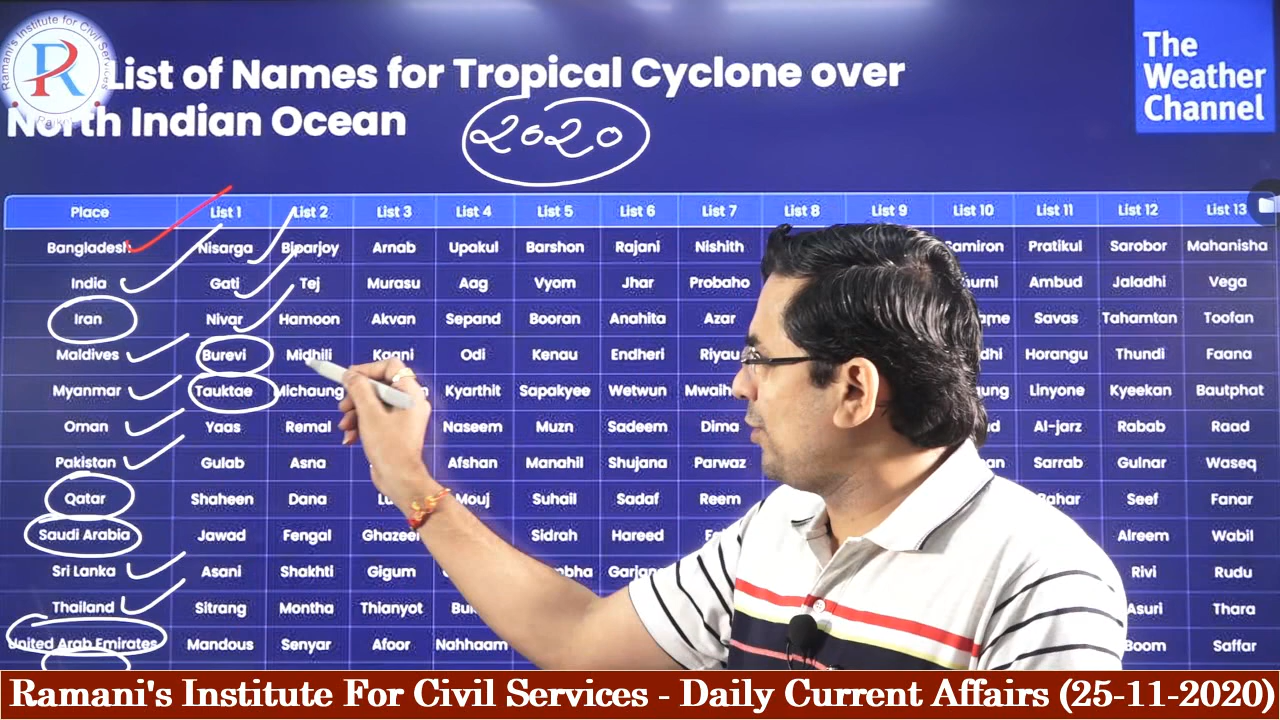 Ramani's Institute for Civil Services
R
Rajkot
List of Names for Tropical Cyclone over
North Indian Ocean
2020
The
Weather
Channel
Place List 1 List 2 List 3 List 4 List 5 List 6 List 7 List 8 List 9 List 10 List 11 List 12 List 13
Bangladesh Nisarga Biparjoy Arnab Upakul Barshon Rajani Nishith Samiron Pratikul Sarobor Mahanisha
India Gati Tej Murasu Aag Vyom Jhar Probaho Ambud Jaladhi Vega
Iran Nivar Hamoon Akvan Sepand Booran Anahita Azar Savas Tahamtan Toofan
Maldives Burevi Midhili Kaani Odi Kenau Endheri Riyau Horangu Thundi Faana
Myanmar Tauktae Michaung Kyarthit Sapakyee Wetwun Linyone Kyeekan Bautphat
Oman Yaas Remal Naseem Muzn Sadeem Dima Al-jarz Rabab Raad
Pakistan Gulab Asna Afshan Manahil Shujana Parwaz Sarrab Gulnar Waseq
Qatar Shaheen Dana Mouj Suhail Sadaf Reem Bahar Seef Fanar
Saudi Arabia Jawad Fengal Ghazeer Sidrah Hareed Alreem Wabil
Sri Lanka Asani Shakhti Gigum Rivi Rudu
Thailand Sitrang Montha Thianyot Asuri Thara
United Arab Emirates Mandous Senyar Afoor Nahhaam Boom Saffar
Ramani's Institute For Civil Services - Daily Current Affairs (25-11-2020)